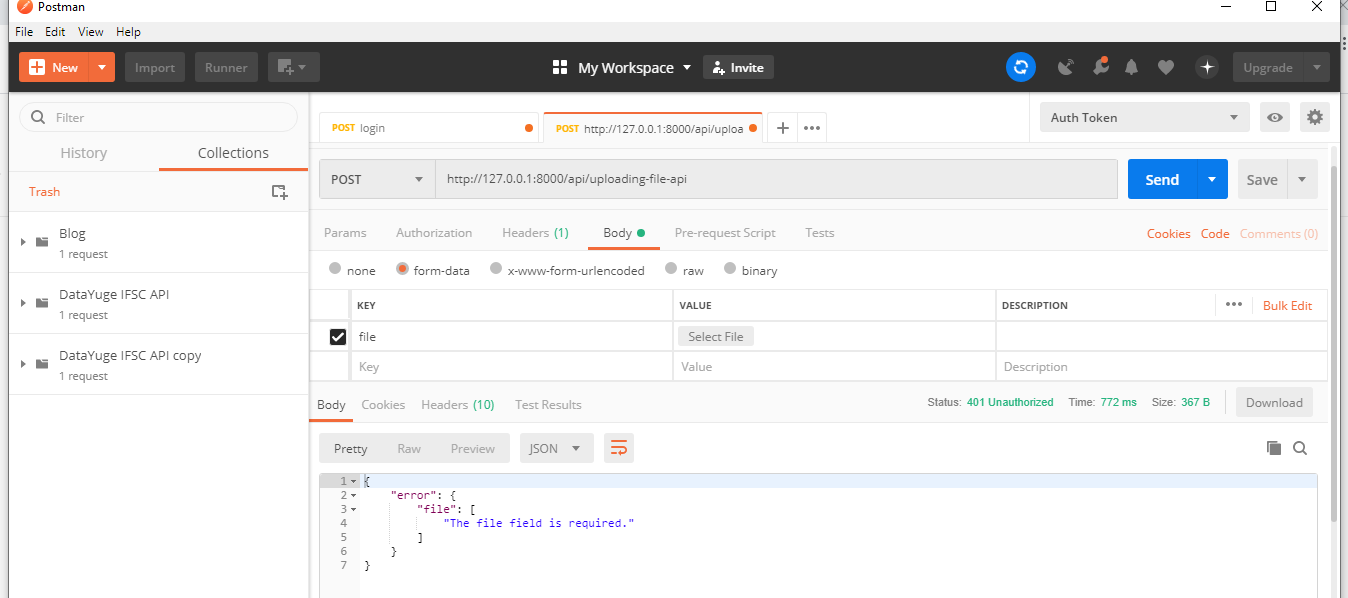 Postman
File Edit View Help
New Import Runner My Workspace Invite Upgrade
Filter
History Collections
Trash
Blog
1 request
DataYuge IFSC API
1 request
DataYuge IFSC API copy
1 request
POST login POST http://127.0.0.1:8000/api/uploa Auth Token
POST http://127.0.0.1:8000/api/uploading-file-api Send Save
Params Authorization Headers (1) Body Pre-request Script Tests Cookies Code Comments (0)
none form-data x-www-form-urlencoded raw binary
KEY VALUE DESCRIPTION Bulk Edit
file Select File
Key Value Description
Body Cookies Headers (10) Test Results Status: 401 Unauthorized Time: 772 ms Size: 367 B Download
Pretty Raw Preview JSON
1 {
2 "error": {
3 "file": [
4 "The file field is required."
5 ]
6 }
7 }